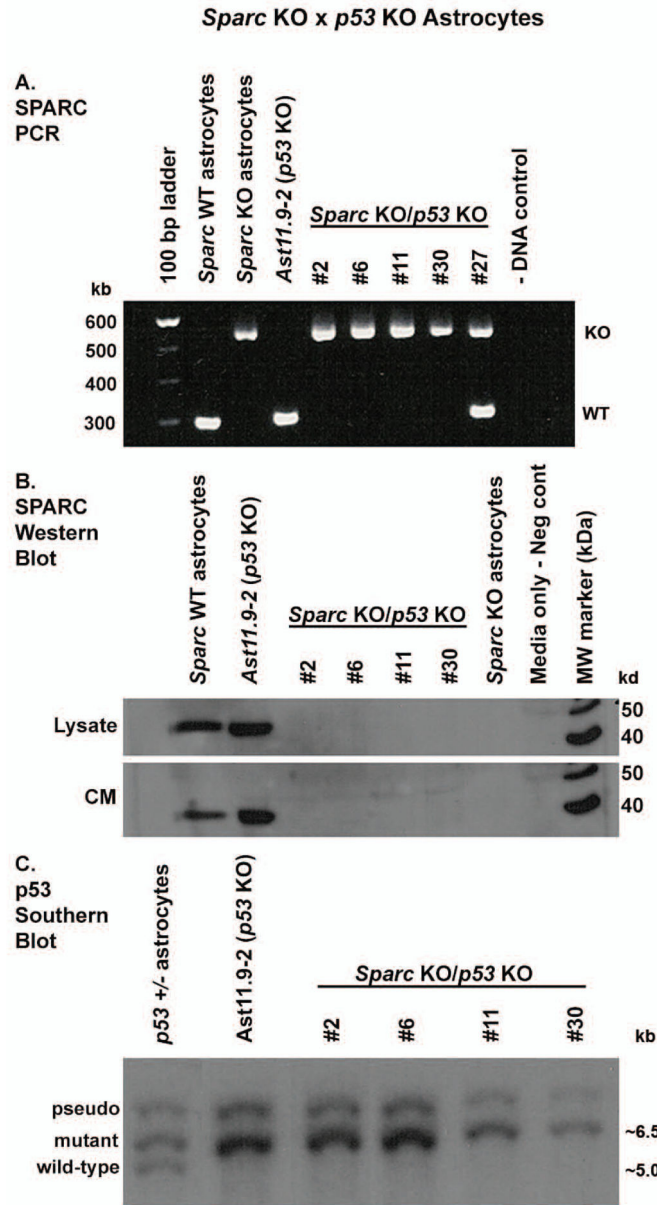 Sparc KO x p53 KO Astrocytes
A.
SPARC
PCR
100 bp ladder
Sparc WT astrocytes
Sparc KO astrocytes
Ast11.9-2 (p53 KO)
Sparc KO/p53 KO
#2
#6
#11
#30
#27
- DNA control
kb
600
500
400
300
KO
WT
B.
SPARC
Western
Blot
Sparc WT astrocytes
Ast11.9-2 (p53 KO)
Sparc KO/p53 KO
#2
#6
#11
#30
Sparc KO astrocytes
Media only - Neg cont
MW marker (kDa)
kd
Lysate
50
40
CM
50
40
C.
p53
Southern
Blot
p53 +/- astrocytes
Ast11.9-2 (p53 KO)
Sparc KO/p53 KO
#2
#6
#11
#30
kb
pseudo
mutant
wild-type
~6.5
~5.0